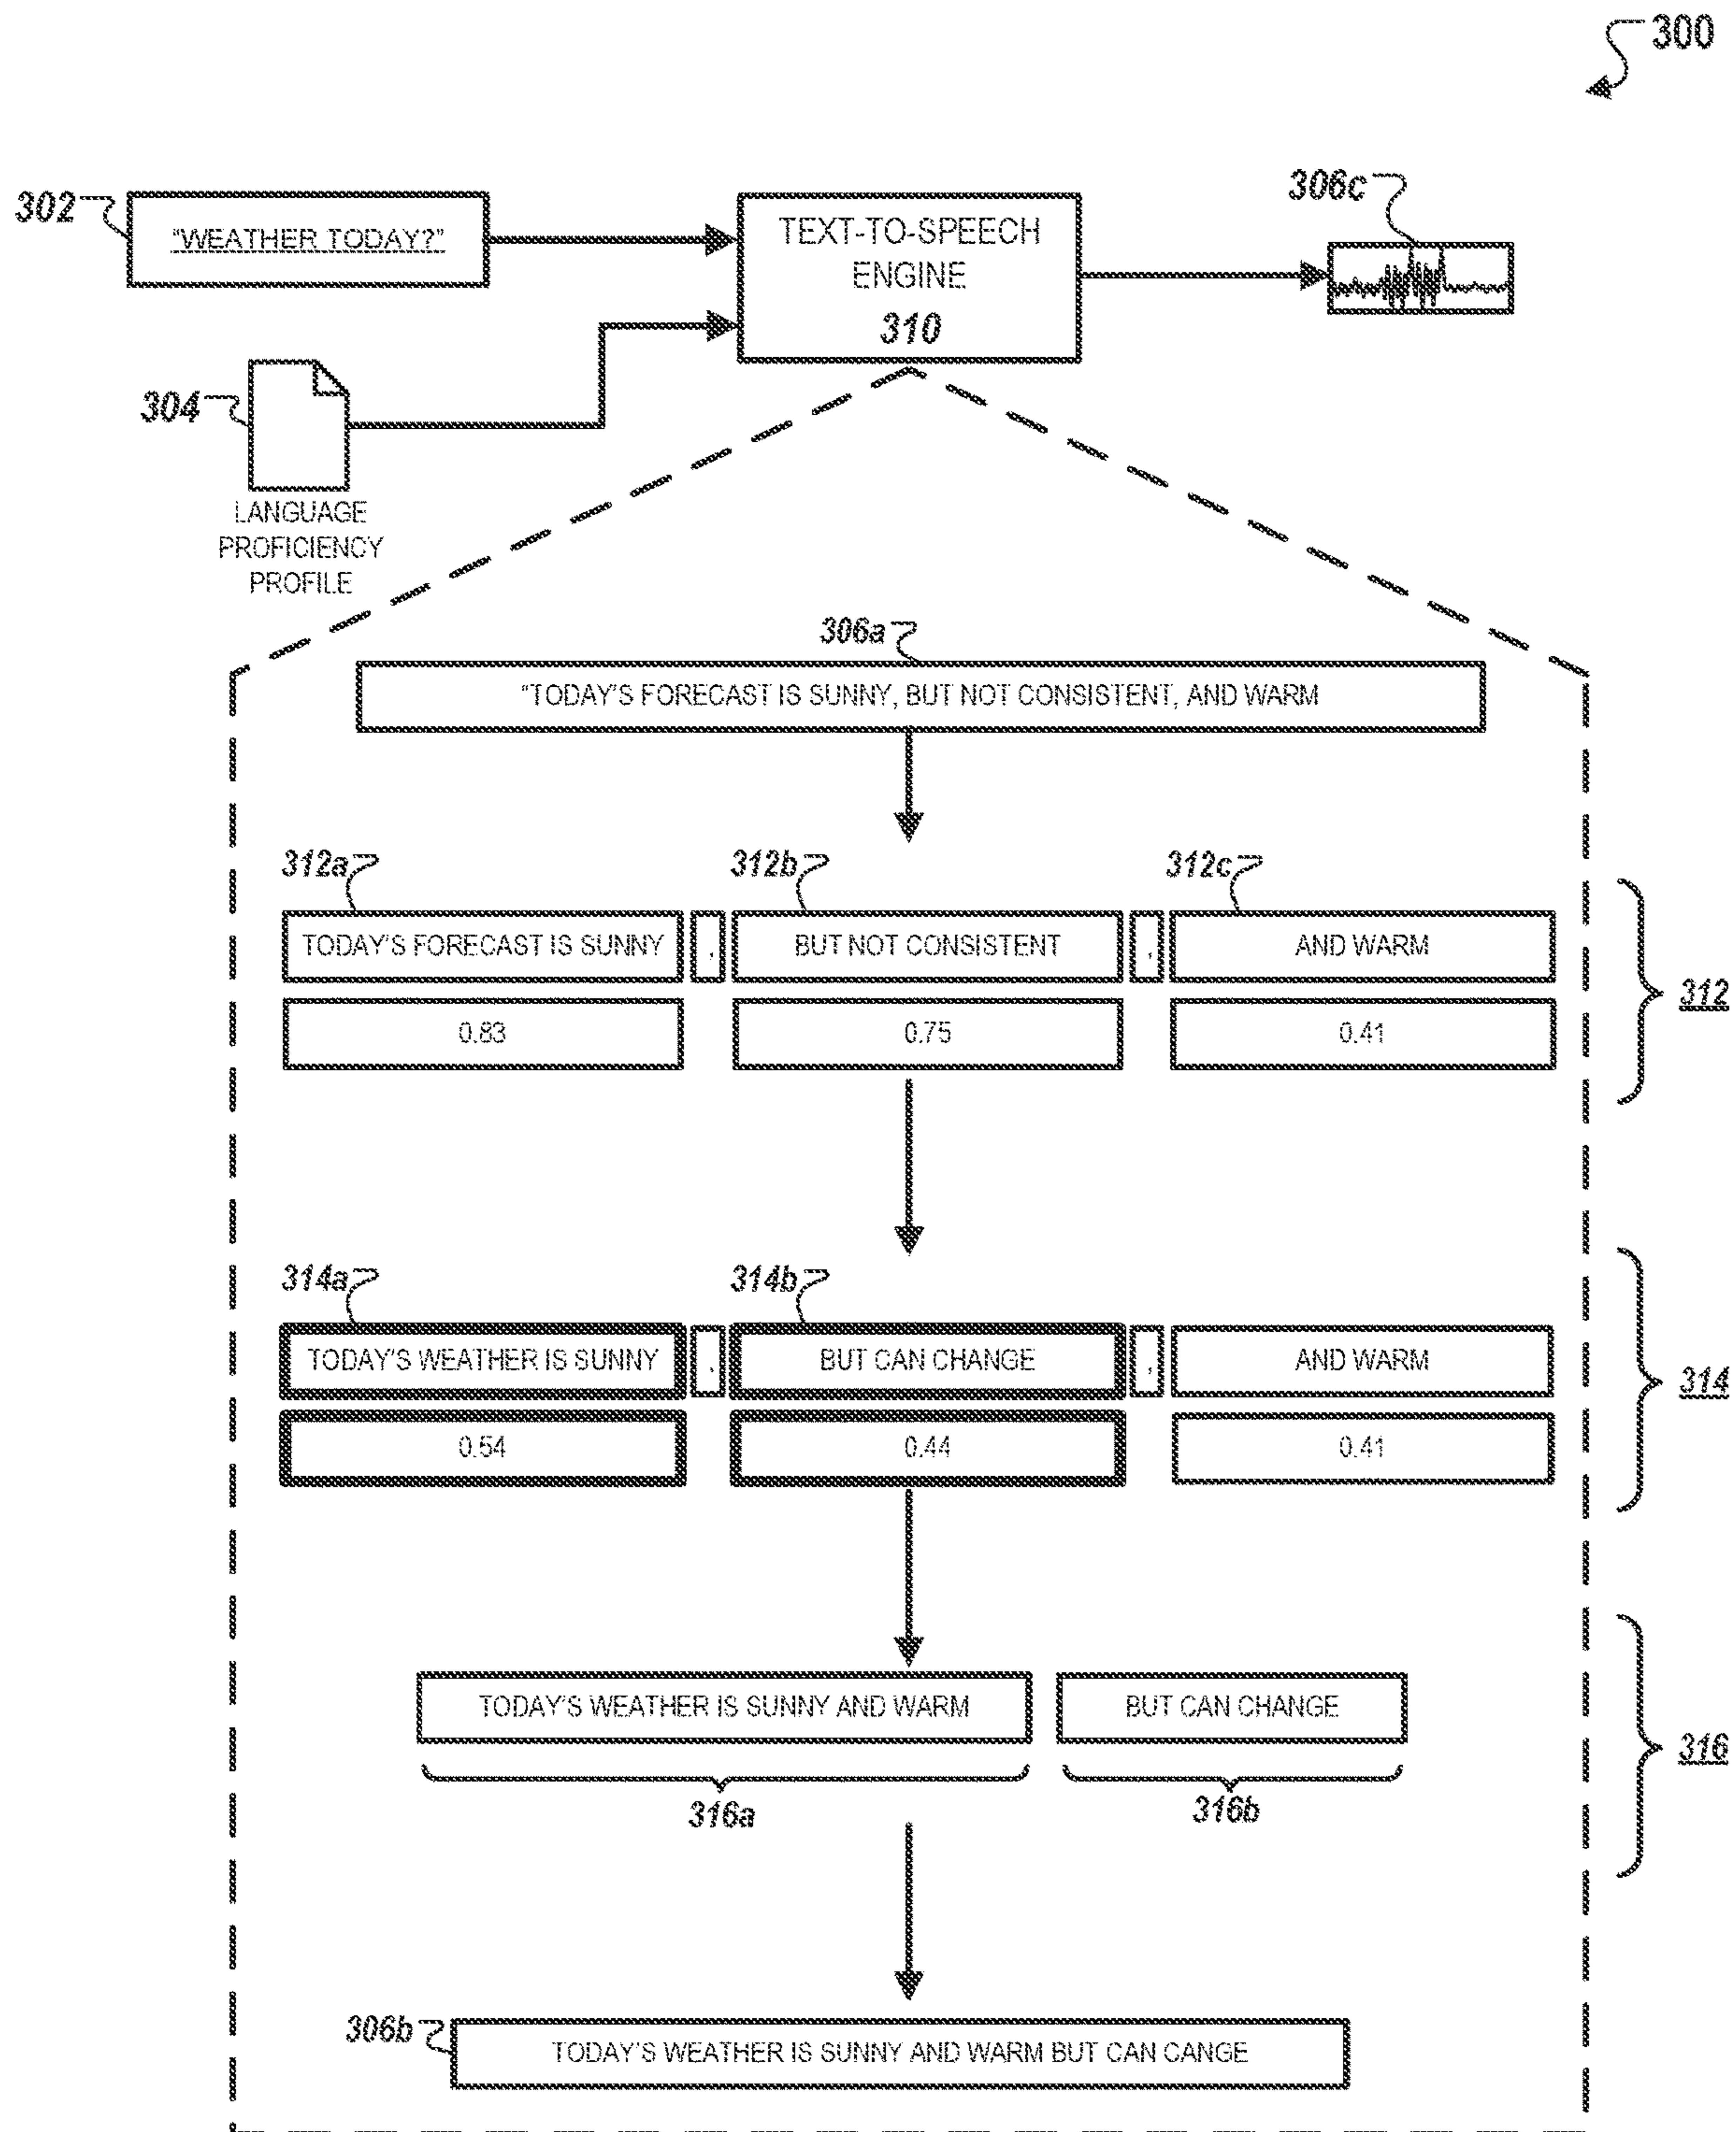 300
302
"WEATHER TODAY?"
TEXT-TO-SPEECH
ENGINE
310
306c
304
LANGUAGE
PROFICIENCY
PROFILE
306a
"TODAY'S FORECAST IS SUNNY, BUT NOT CONSISTENT, AND WARM
312a
312b
312c
TODAY'S FORECAST IS SUNNY , BUT NOT CONSISTENT , AND WARM
0.83 0.75 0.41
312
314a
314b
TODAY'S WEATHER IS SUNNY , BUT CAN CHANGE , AND WARM
0.54 0.44 0.41
314
TODAY'S WEATHER IS SUNNY AND WARM BUT CAN CHANGE
316a
316b
316
306b
TODAY'S WEATHER IS SUNNY AND WARM BUT CAN CANGE